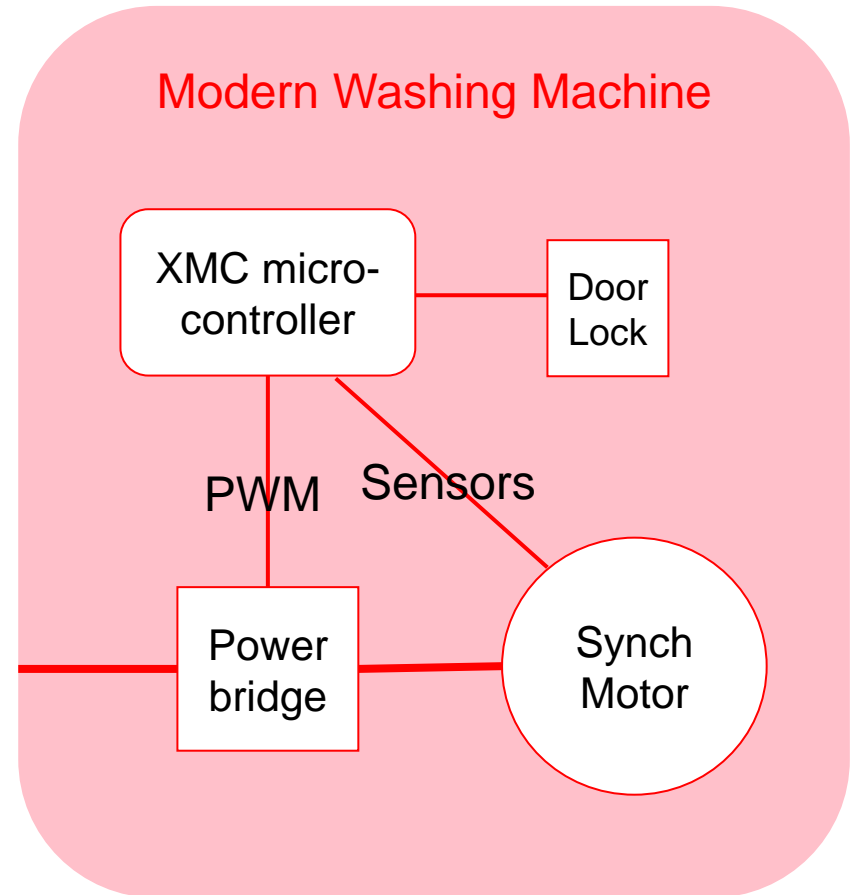 Modern Washing Machine
XMC micro-
controller
Door
Lock
PWM
Sensors
Power
bridge
Synch
Motor